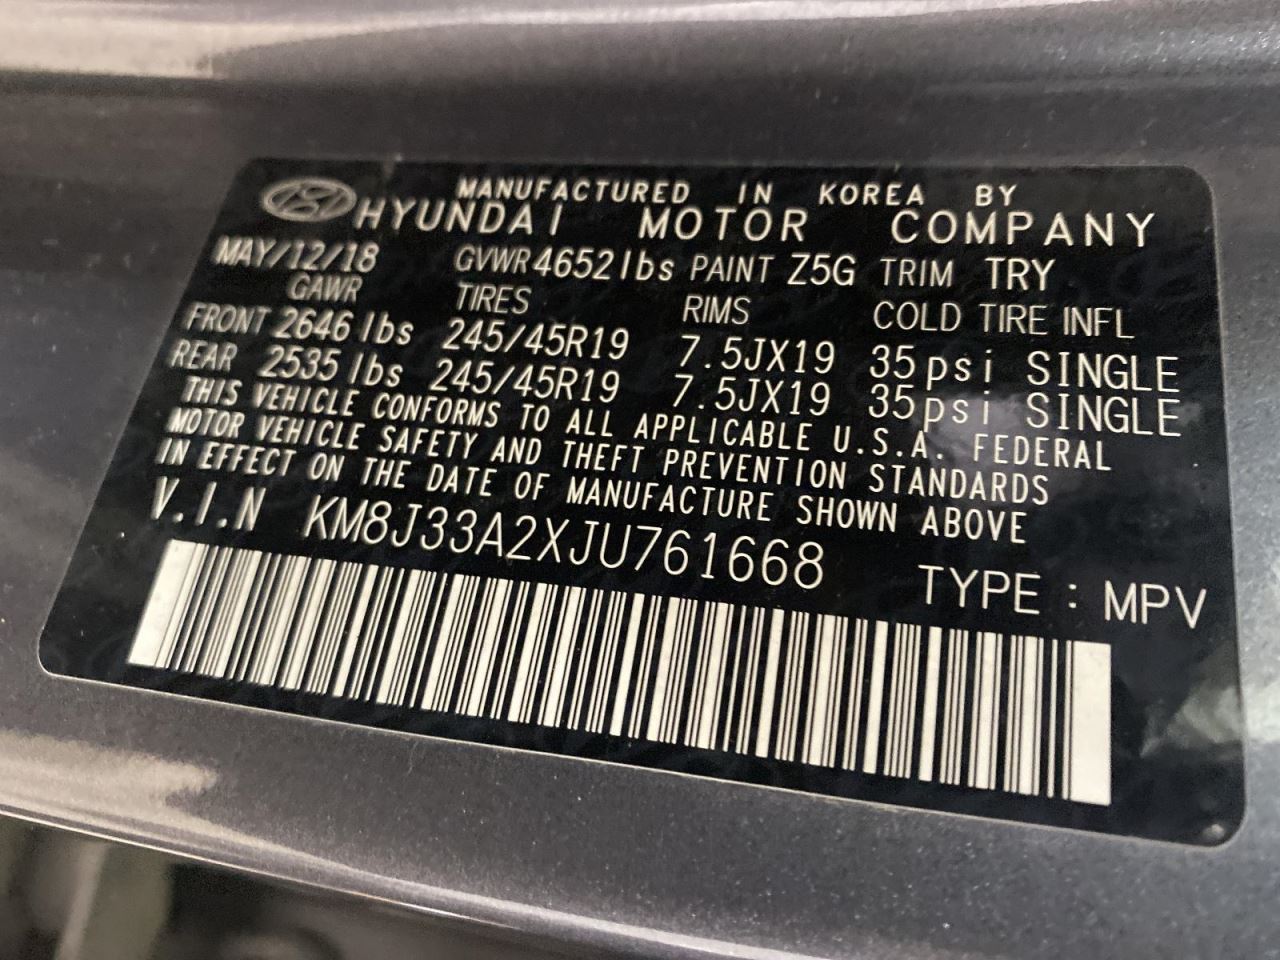 MANUFACTURED IN KOREA BY
HYUNDAI MOTOR COMPANY
MAY/12/18 GVWR 4652 lbs PAINT Z5G TRIM TRY
GAWR TIRES RIMS COLD TIRE INFL
FRONT 2646 lbs 245/45R19 7.5JX19 35psi SINGLE
REAR 2535 lbs 245/45R19 7.5JX19 35psi SINGLE
THIS VEHICLE CONFORMS TO ALL APPLICABLE U.S.A. FEDERAL
MOTOR VEHICLE SAFETY AND THEFT PREVENTION STANDARDS
IN EFFECT ON THE DATE OF MANUFACTURE SHOWN ABOVE
V.I.N KM8J33A2XJU761668 TYPE : MPV